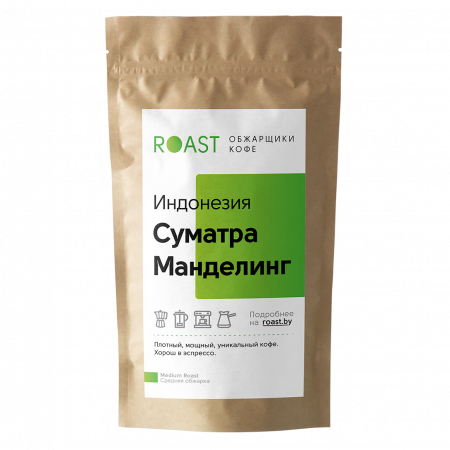 ROAST ОБЖАРЩИКИ
КОФЕ
Индонезия
Суматра
Манделинг
Подробнее
на roast.by
Плотный, мощный, уникальный кофе.
Хорош в эспрессо.
Medium Roast
Средняя обжарка